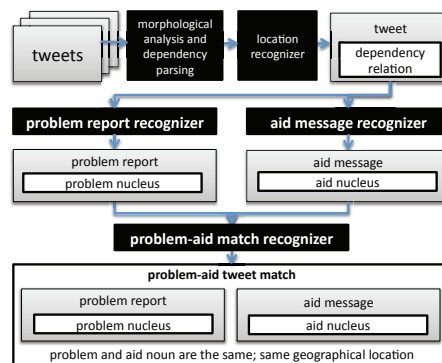 tweets
morphological
analysis and
dependency
parsing
location
recognizer
tweet
dependency
relation
problem report recognizer
aid message recognizer
problem report
problem nucleus
aid message
aid nucleus
problem-aid match recognizer
problem-aid tweet match
problem report
problem nucleus
aid message
aid nucleus
problem and aid noun are the same; same geographical location